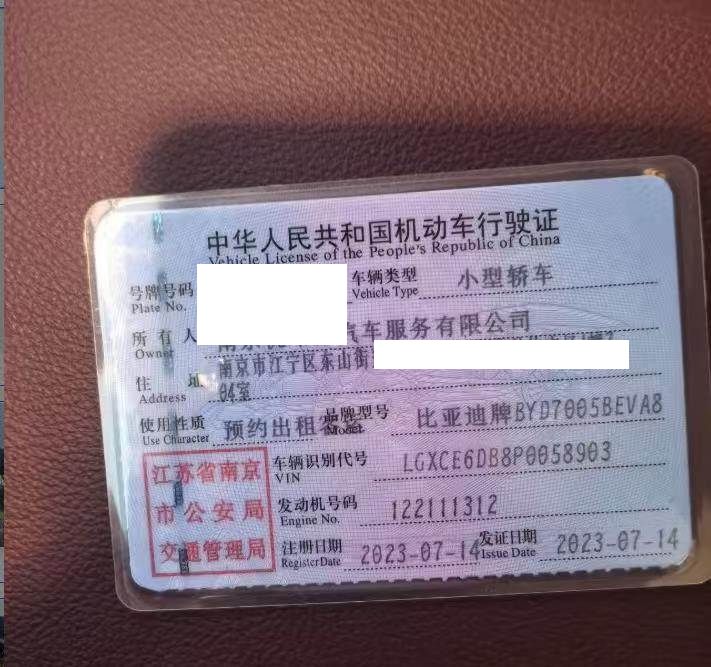 中华人民共和国机动车行驶证
Vehicle License of the People's Republic of China
号牌号码
Plate No.
车辆类型 小型轿车
Vehicle Type
所有人 汽车服务有限公司
Owner
住址 南京市江宁区东山街
Address 04室
使用性质 预约出租
Use Character
品牌型号 比亚迪牌BYD7005BEVA8
Model
江苏省南京
市公安局
交通管理局
车辆识别代号 LGXCE6DB8P0058903
VIN
发动机号码 122111312
Engine No.
注册日期 2023-07-14
Register Date
发证日期 2023-07-14
Issue Date